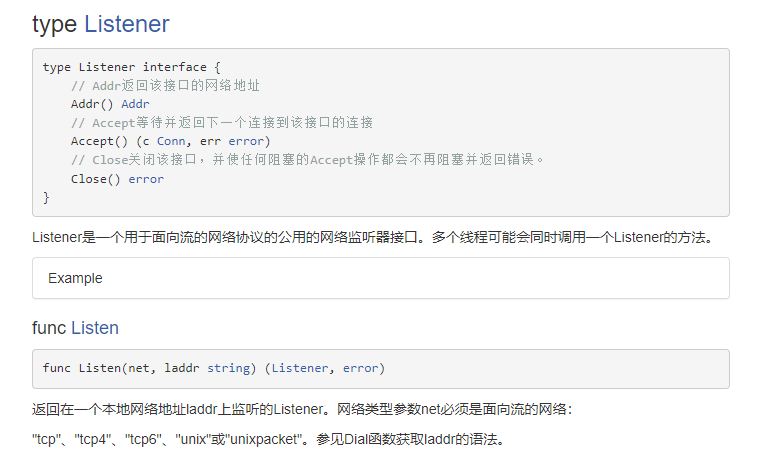 type Listener
type Listener interface {
    // Addr返回该接口的网络地址
    Addr() Addr
    // Accept等待并返回下一个连接到该接口的连接
    Accept() (c Conn, err error)
    // Close关闭该接口，并使任何阻塞的Accept操作都会不再阻塞并返回错误。
    Close() error
}
Listener是一个用于面向流的网络协议的公用的网络监听器接口。多个线程可能会同时调用一个Listener的方法。
Example
func Listen
func Listen(net, laddr string) (Listener, error)
返回在一个本地网络地址laddr上监听的Listener。网络类型参数net必须是面向流的网络：
"tcp"、"tcp4"、"tcp6"、"unix"或"unixpacket"。参见Dial函数获取laddr的语法。